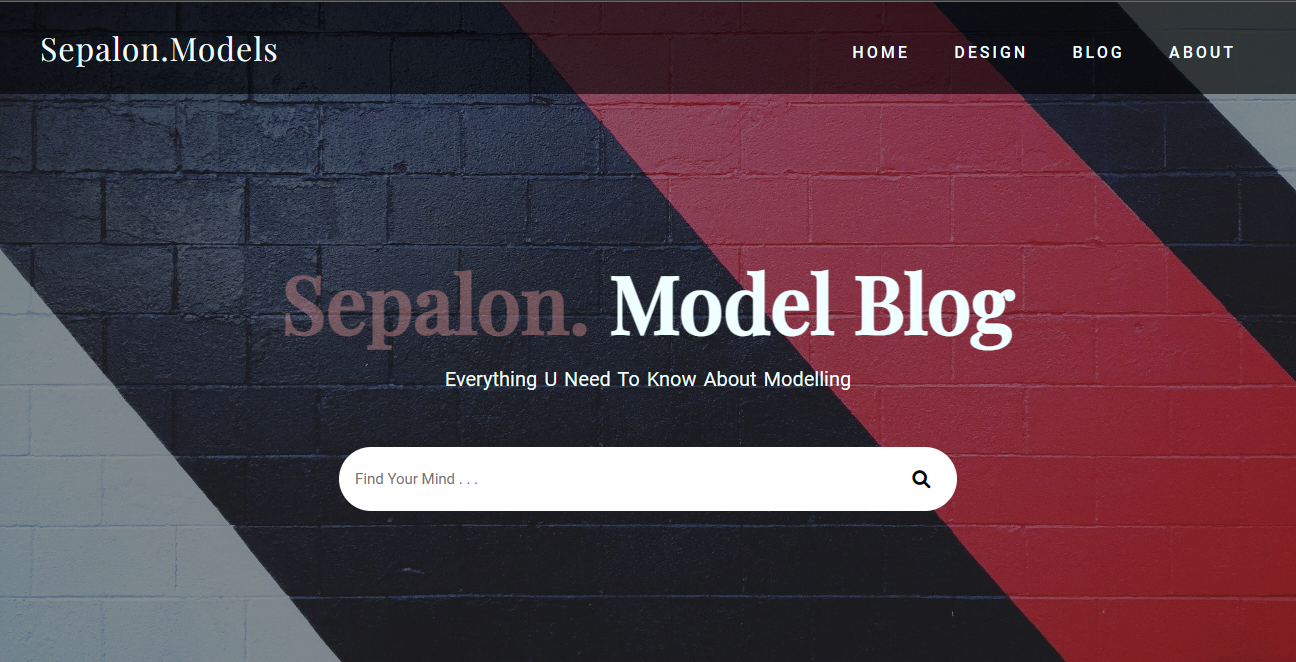 Sepalon.Models
HOME DESIGN BLOG ABOUT
Sepalon. Model Blog
Everything U Need To Know About Modelling
Find Your Mind . . .